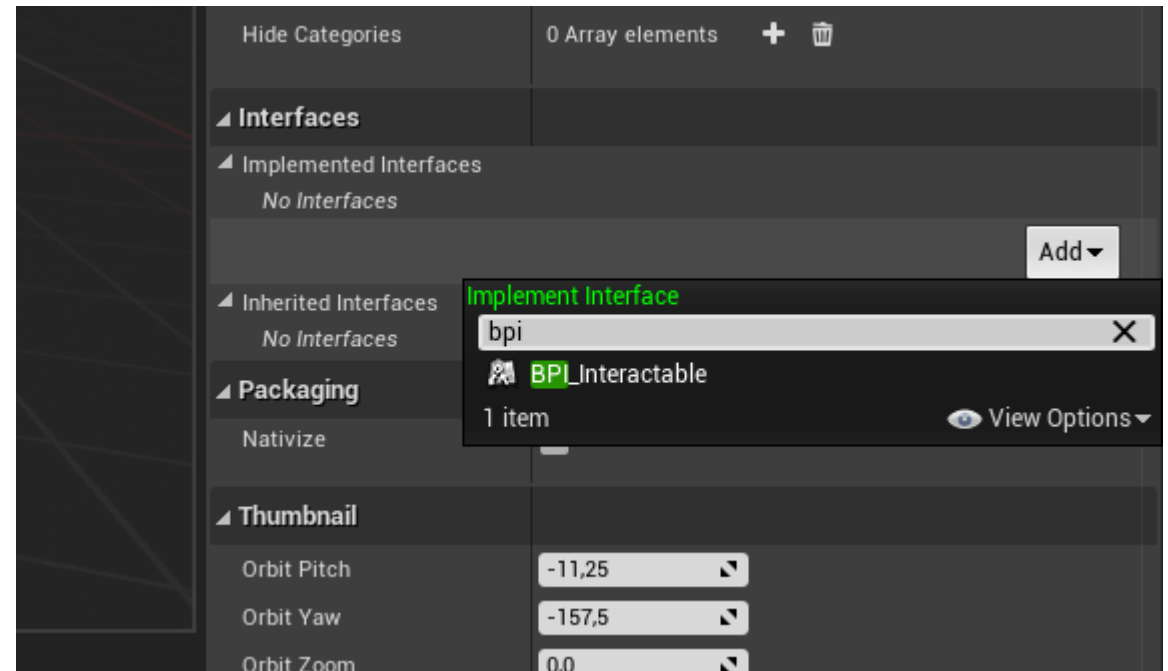 Hide Categories 0 Array elements
Interfaces
Implemented Interfaces
No Interfaces
Add
Inherited Interfaces
Implement Interface
bpi
No Interfaces
BPI_Interactable
Packaging
1 item View Options
Nativize
Thumbnail
Orbit Pitch -11,25
Orbit Yaw -157,5
Orbit Zoom 0,0